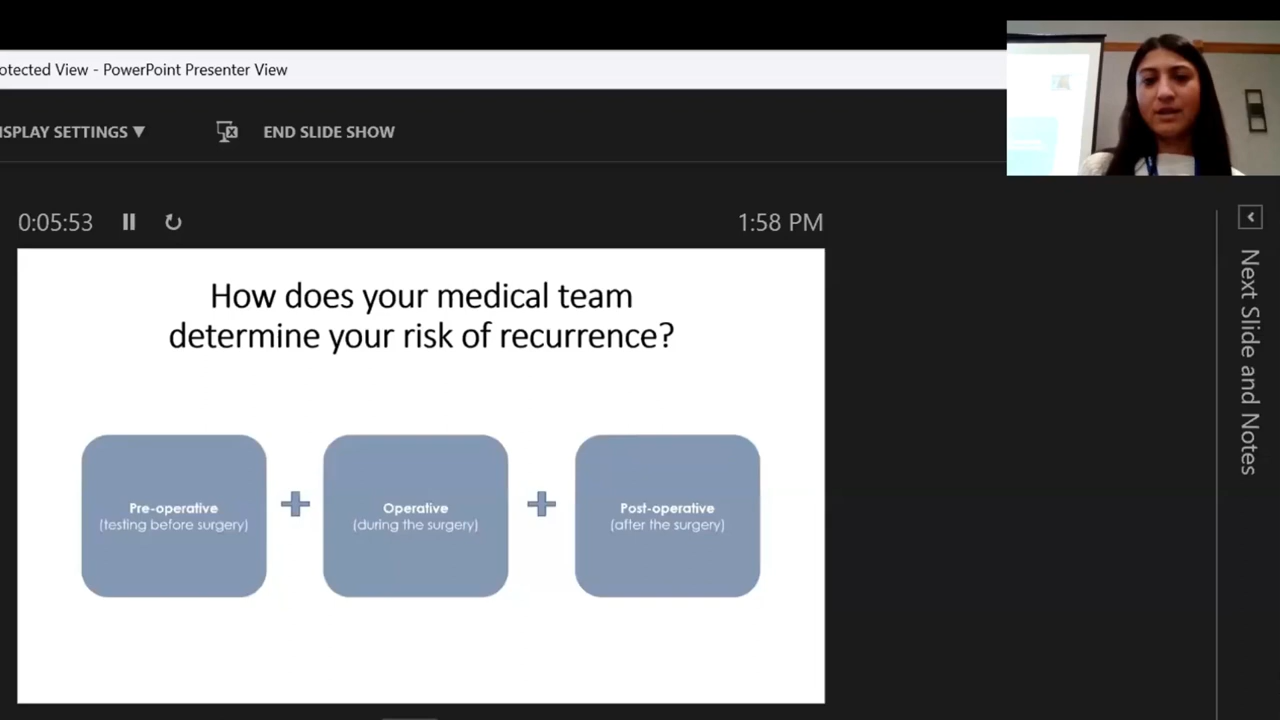 otected View - PowerPoint Presenter View
ISPLAY SETTINGS ▼
END SLIDE SHOW
0:05:53
1:58 PM
How does your medical team
determine your risk of recurrence?
Pre-operative
(testing before surgery)
Operative
(during the surgery)
Post-operative
(after the surgery)
Next Slide and Notes